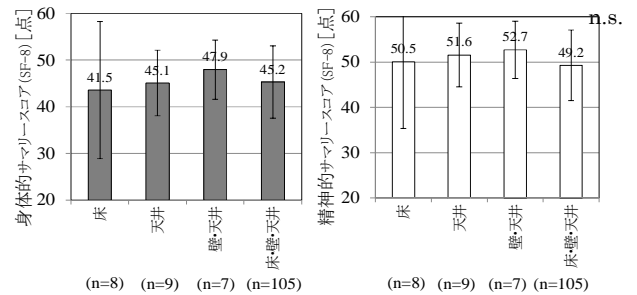 身体的サマリースコア(SF-8)[点]
60
50
40
30
20
41.5
45.1
47.9
45.2
床
天井
壁・天井
床・壁・天井
(n=8)
(n=9)
(n=7)
(n=105)
精神的サマリースコア(SF-8)[点]
n.s.
60
50
40
30
20
50.5
51.6
52.7
49.2
床
天井
壁・天井
床・壁・天井
(n=8)
(n=9)
(n=7)
(n=105)